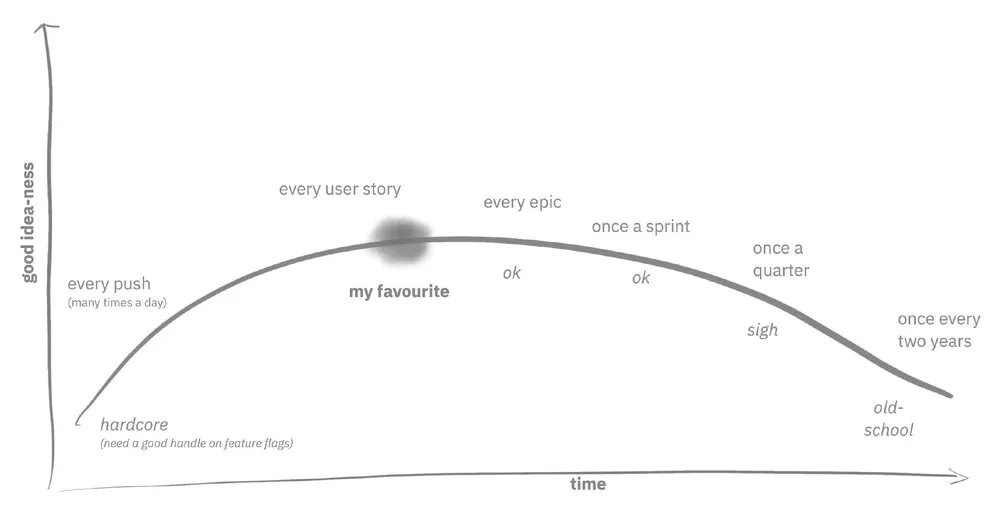 good idea-ness
every push
(many times a day)
hardcore
(need a good handle on feature flags)
every user story
my favourite
every epic
ok
once a sprint
ok
once a
quarter
sigh
once every
two years
old-
school
time